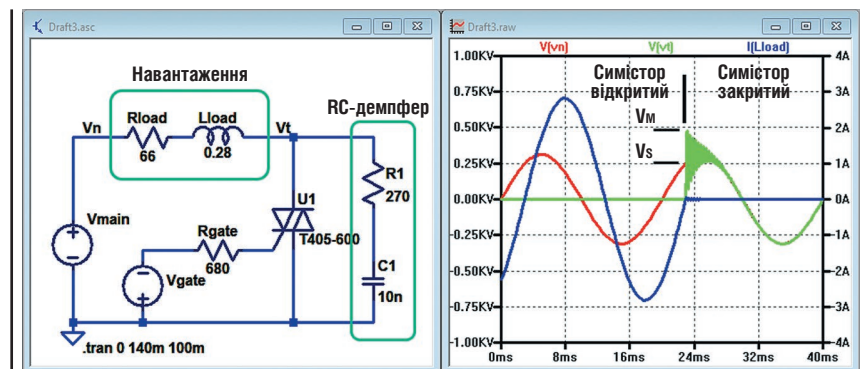 Draft3.asc
Навантаження
RC-демпфер
Vn
Rload
Lload
Vt
66
0.28
R1
270
U1
Vmain
Rgate
T405-600
680
C1
Vgate
10n
.tran 0 140m 100m
Draft3.raw
V(vn)
V(vt)
I(Lload)
1.00KV
4A
Симістор
відкритий
Симістор
закритий
0.75KV
3A
VM
0.50KV
2A
VS
0.25KV
1A
0.00KV
0A
-0.25KV
-1A
-0.50KV
-2A
-0.75KV
-3A
-1.00KV
-4A
0ms
8ms
16ms
24ms
32ms
40ms